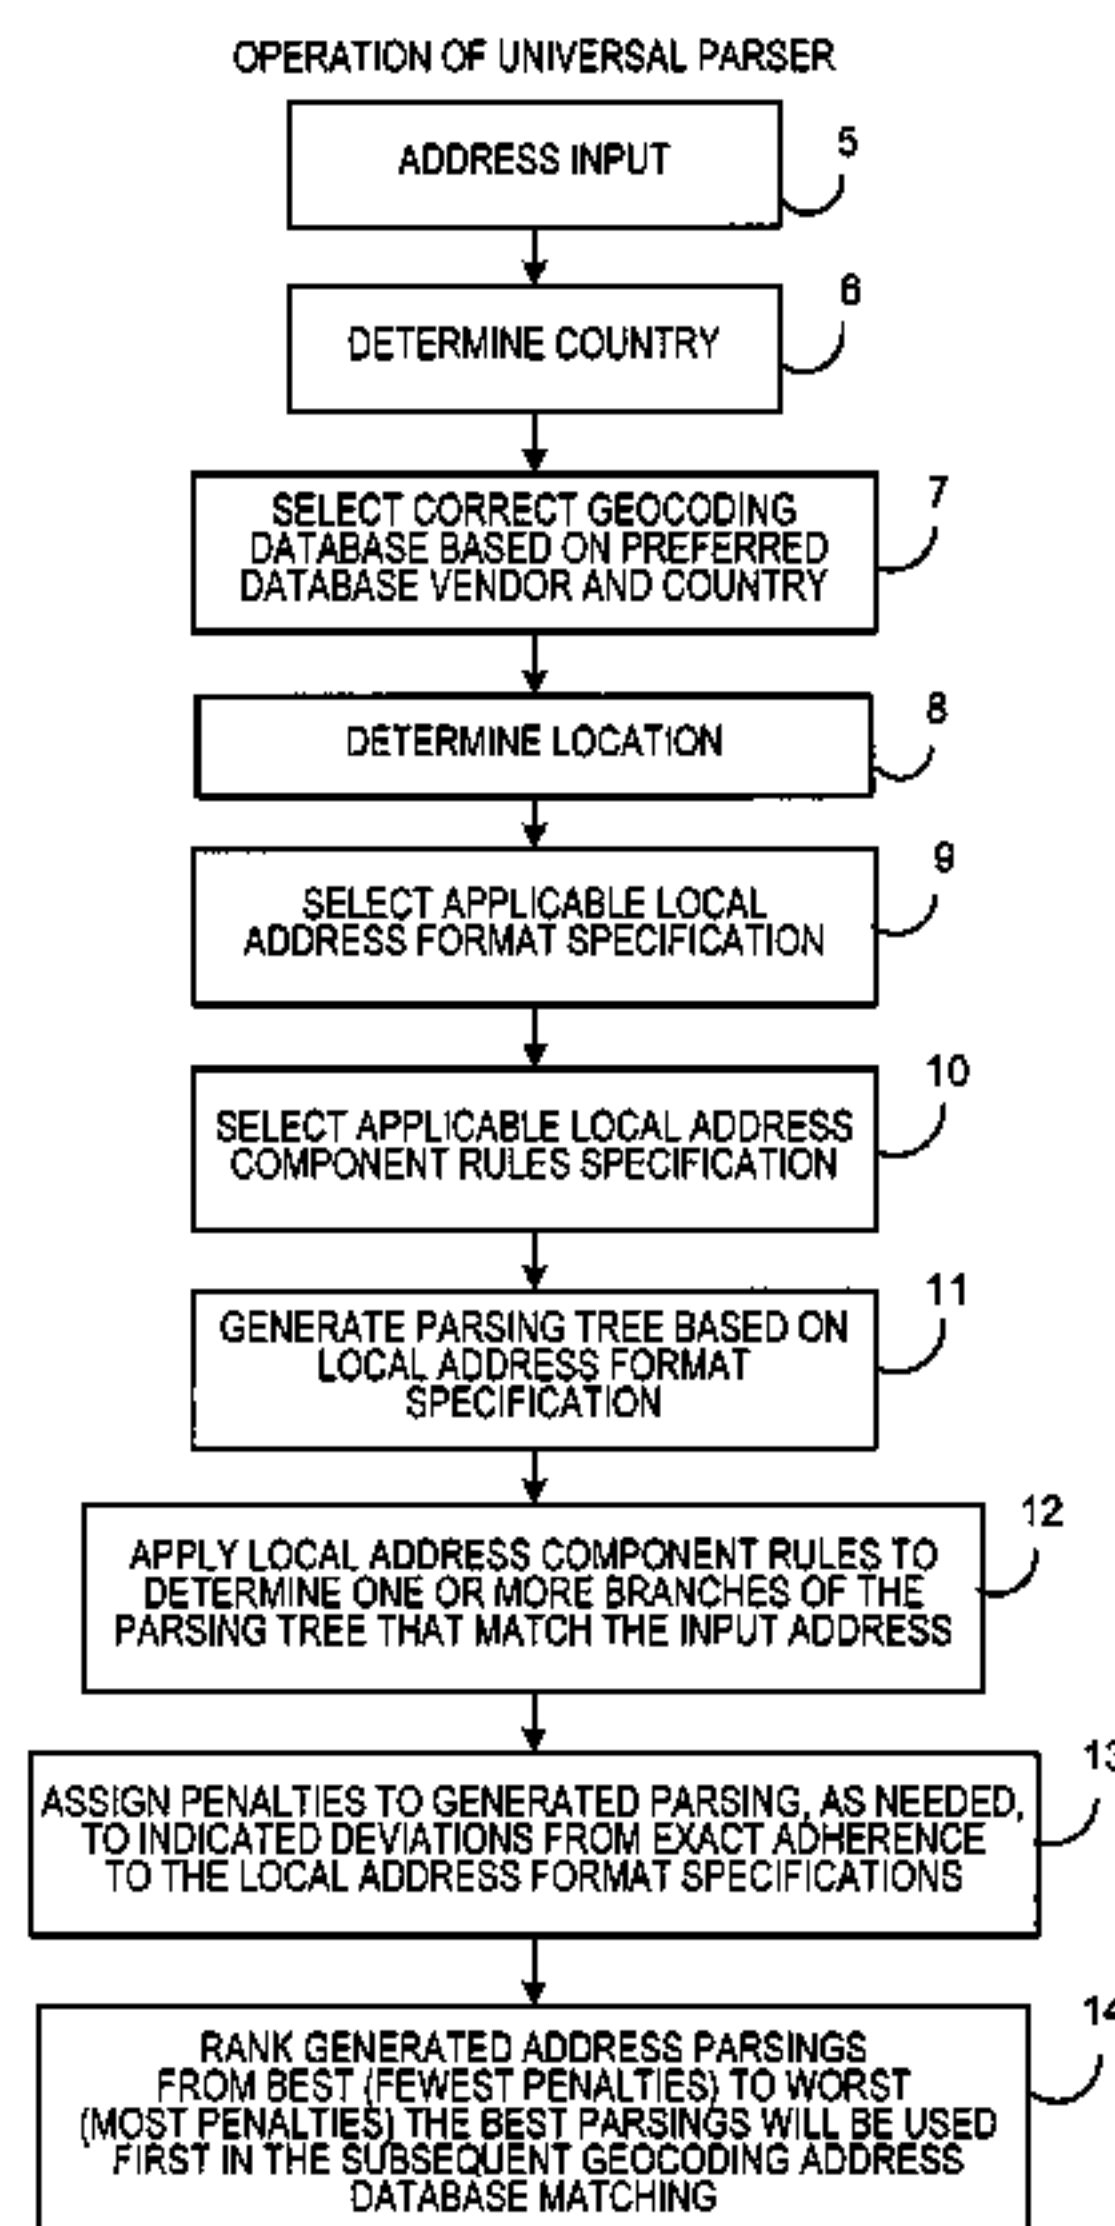 OPERATION OF UNIVERSAL PARSER
ADDRESS INPUT
5
DETERMINE COUNTRY
6
SELECT CORRECT GEOCODING
DATABASE BASED ON PREFERRED
DATABASE VENDOR AND COUNTRY
7
DETERMINE LOCATION
8
SELECT APPLICABLE LOCAL
ADDRESS FORMAT SPECIFICATION
9
SELECT APPLICABLE LOCAL ADDRESS
COMPONENT RULES SPECIFICATION
10
GENERATE PARSING TREE BASED ON
LOCAL ADDRESS FORMAT
SPECIFICATION
11
APPLY LOCAL ADDRESS COMPONENT RULES TO
DETERMINE ONE OR MORE BRANCHES OF THE
PARSING TREE THAT MATCH THE INPUT ADDRESS
12
ASSIGN PENALTIES TO GENERATED PARSING, AS NEEDED,
TO INDICATED DEVIATIONS FROM EXACT ADHERENCE
TO THE LOCAL ADDRESS FORMAT SPECIFICATIONS
13
RANK GENERATED ADDRESS PARSINGS
FROM BEST (FEWEST PENALTIES) TO WORST
(MOST PENALTIES) THE BEST PARSINGS WILL BE USED
FIRST IN THE SUBSEQUENT GEOCODING ADDRESS
DATABASE MATCHING
14